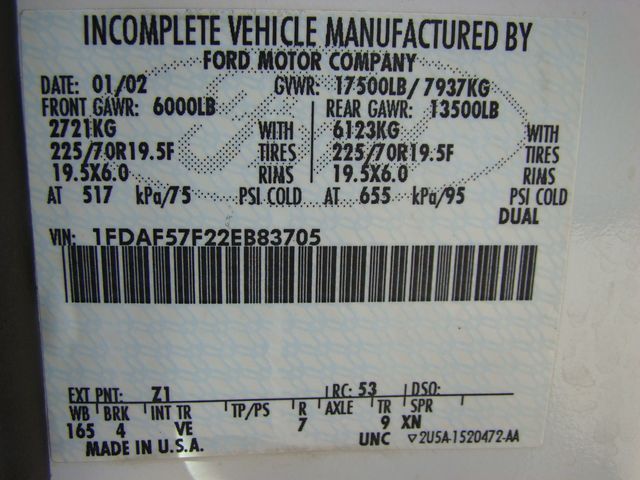 INCOMPLETE VEHICLE MANUFACTURED BY
FORD MOTOR COMPANY
DATE: 01/02 GVWR: 17500LB/7937KG
FRONT GAWR: 6000LB REAR GAWR: 13500LB
2721KG WITH 6123KG WITH
225/70R19.5F TIRES 225/70R19.5F TIRES
19.5X6.0 RIMS 19.5X6.0 RIMS
AT 517 kPa/75 PSI COLD AT 655 kPa/95 PSI COLD
DUAL
VIN: 1FDAF57F22EB83705
EXT PNT: Z1 RC: 53 DSO:
WB BRK INT TR TP/PS R AXLE TR SPR
165 4 VE 7 9 XN
MADE IN U.S.A. UNC ▽2U5A-1520472-AA